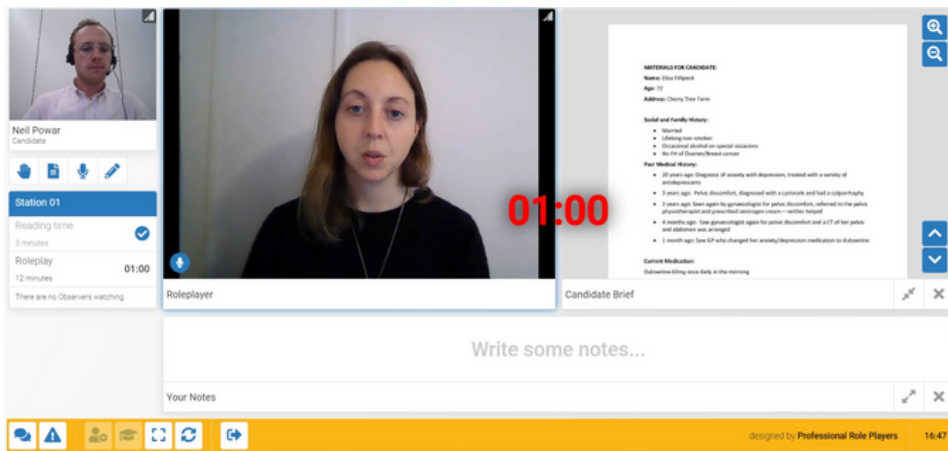 Neil Powar
Candidate
Station 01
Reading time
3 minutes
Roleplay
12 minutes
01:00
There are no Observers watching.
01:00
Roleplayer
MATERIALS FOR CANDIDATE:
Age: 72
Address: Cherry Tree Farm
Social and Family History:
Married
Lifelong non-smoker
Occasional alcohol on special occasions
No FH of Ovarian/Breast cancer
Past Medical History:
20 years ago: Diagnosis of anxiety with depression; treated with a variety of
antidepressants
3 years ago: Pelvic discomfort, diagnosed with a cystocele and had a colporrhaphy
2 years ago: Seen again by gynaecologist for pelvic discomfort, referred to the pelvic
physiotherapist and prescribed oestrogen cream – neither helped
4 months ago: Saw gynaecologist again for pelvic discomfort and a CT of her pelvis
and abdomen was arranged
1 month ago: Saw GP who changed her anxiety/depression medication to duloxetine
Current Medication:
Duloxetine 60mg once daily in the morning
Candidate Brief
Write some notes...
Your Notes
designed by Professional Role Players
16:47